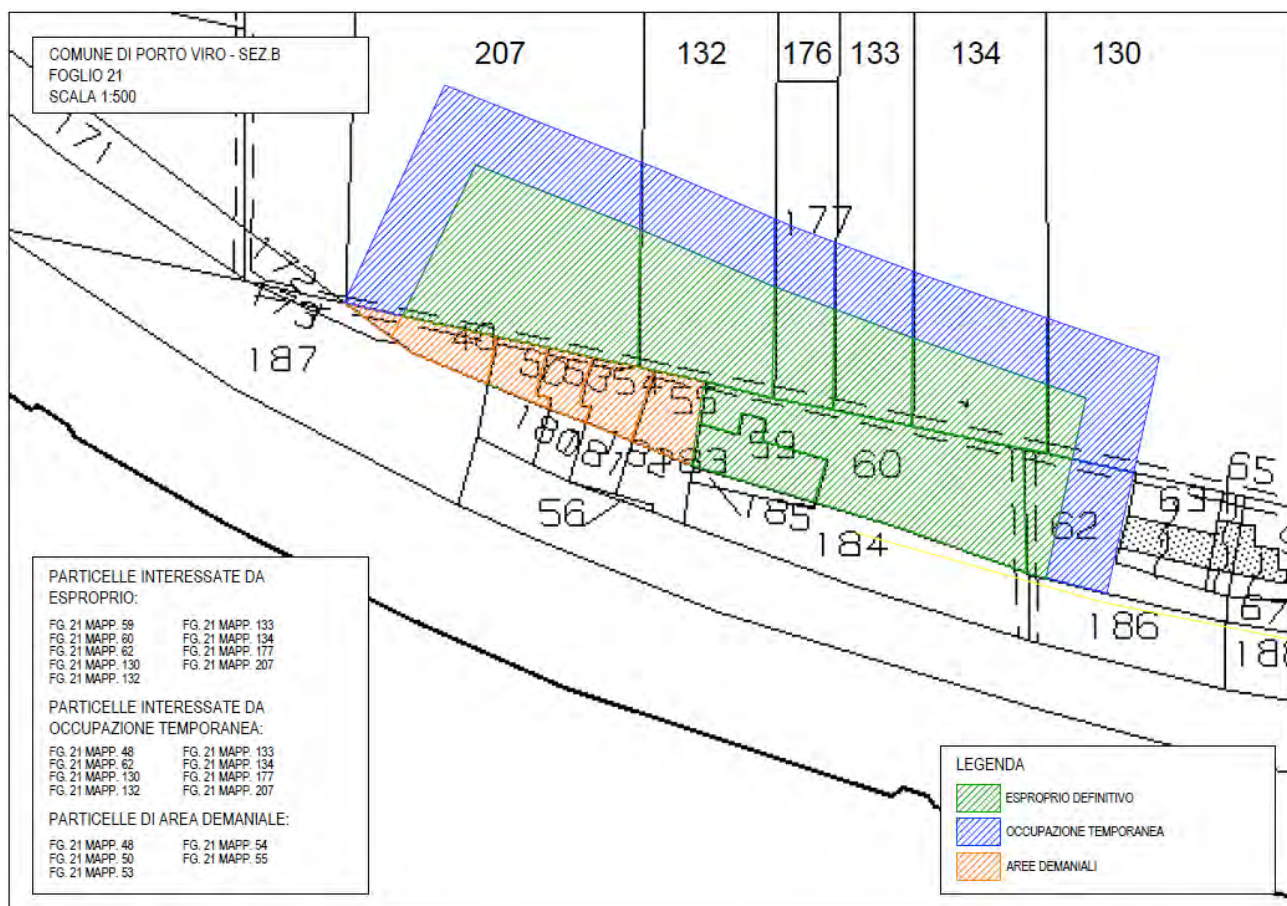 COMUNE DI PORTO VIRO - SEZ.B
FOGLIO 21
SCALA 1:500
207
132
176
133
134
130
171
177
173
187
48
50
53
54
55
59
60
62
63
65
67
180
56
185
184
186
188
PARTICELLE INTERESSATE DA
ESPROPRIO:
FG. 21 MAPP. 59 FG. 21 MAPP. 133
FG. 21 MAPP. 60 FG. 21 MAPP. 134
FG. 21 MAPP. 62 FG. 21 MAPP. 177
FG. 21 MAPP. 130 FG. 21 MAPP. 207
FG. 21 MAPP. 132
PARTICELLE INTERESSATE DA
OCCUPAZIONE TEMPORANEA:
FG. 21 MAPP. 48 FG. 21 MAPP. 133
FG. 21 MAPP. 62 FG. 21 MAPP. 134
FG. 21 MAPP. 130 FG. 21 MAPP. 177
FG. 21 MAPP. 132 FG. 21 MAPP. 207
PARTICELLE DI AREA DEMANIALE:
FG. 21 MAPP. 48 FG. 21 MAPP. 54
FG. 21 MAPP. 50 FG. 21 MAPP. 55
FG. 21 MAPP. 53
LEGENDA
ESPROPRIO DEFINITIVO
OCCUPAZIONE TEMPORANEA
AREE DEMANIALI